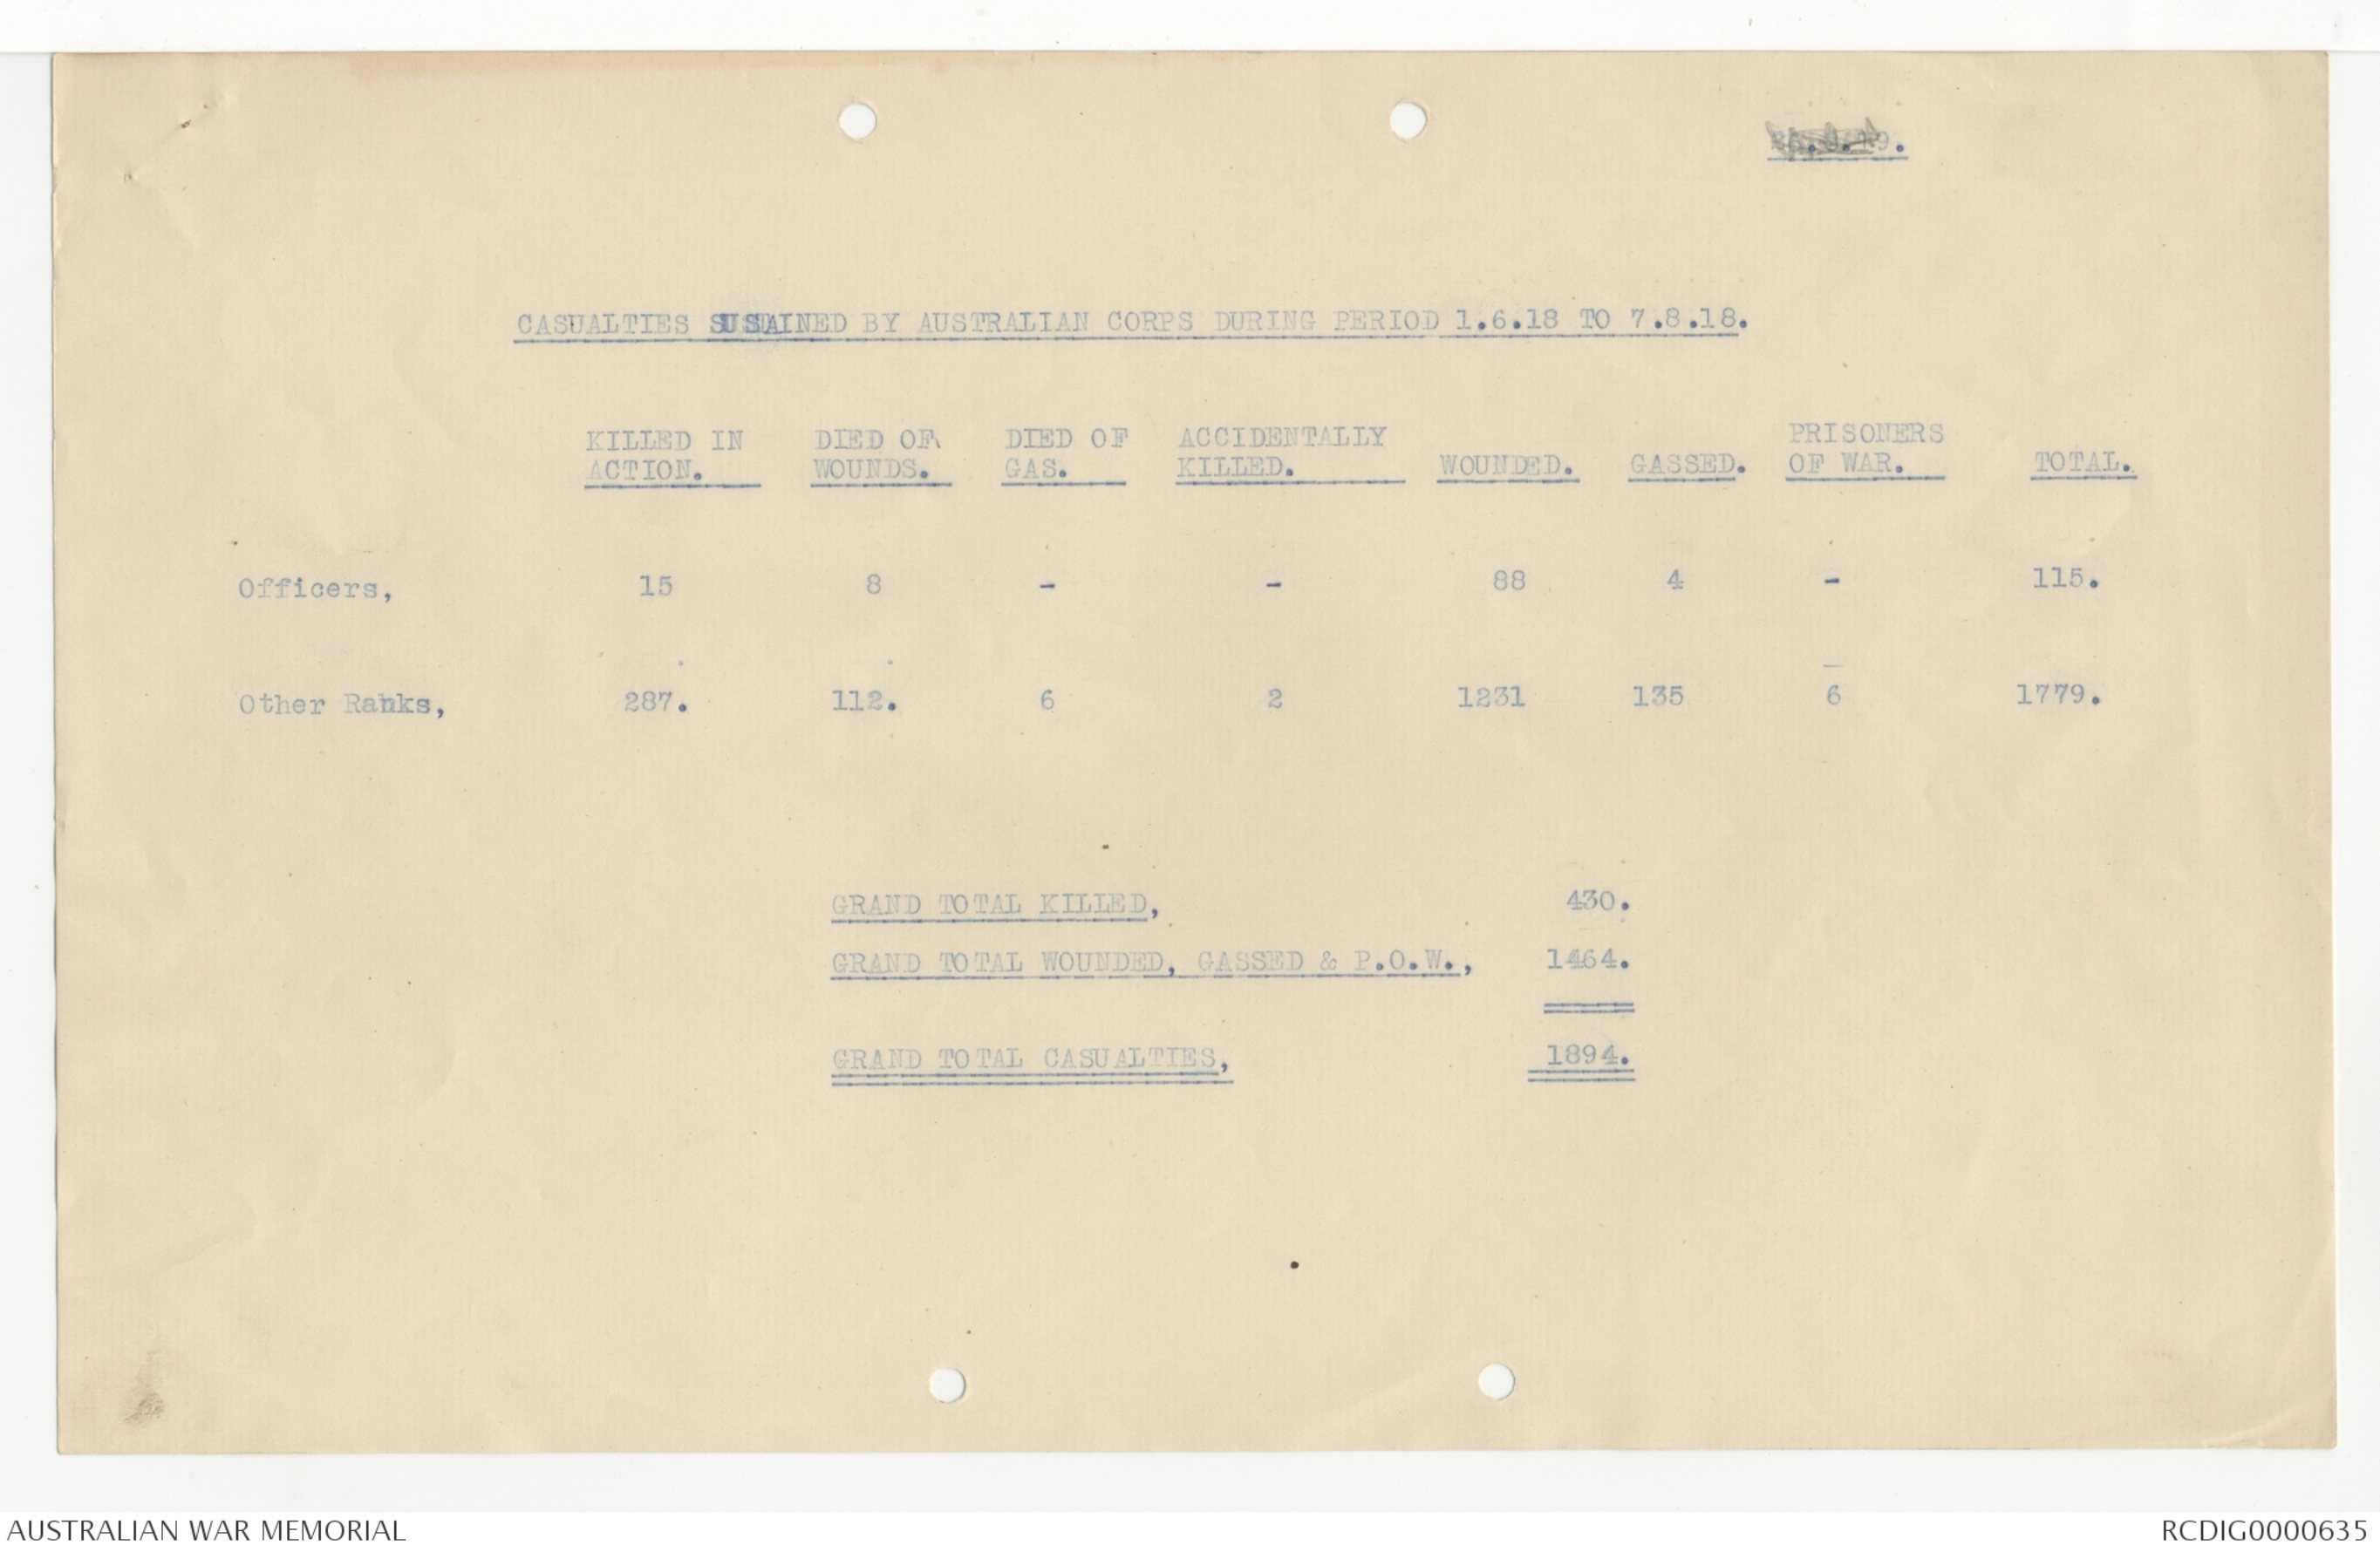 CASUALTIES SUSTAINED BY AUSTRALIAN CORPS DURING PERIOD 1.6.18 TO 7.8.18.
KILLED IN ACTION. DIED OF WOUNDS. DIED OF GAS. ACCIDENTALLY KILLED. WOUNDED. GASSED. PRISONERS OF WAR. TOTAL.
Officers, 15 8 - - 88 4 - 115.
Other Ranks, 287. 112. 6 2 1231 135 6 1779.
GRAND TOTAL KILLED, 430.
GRAND TOTAL WOUNDED, GASSED & P.O.W., 1464.
GRAND TOTAL CASUALTIES, 1894.
AUSTRALIAN WAR MEMORIAL
RCDIG0000635